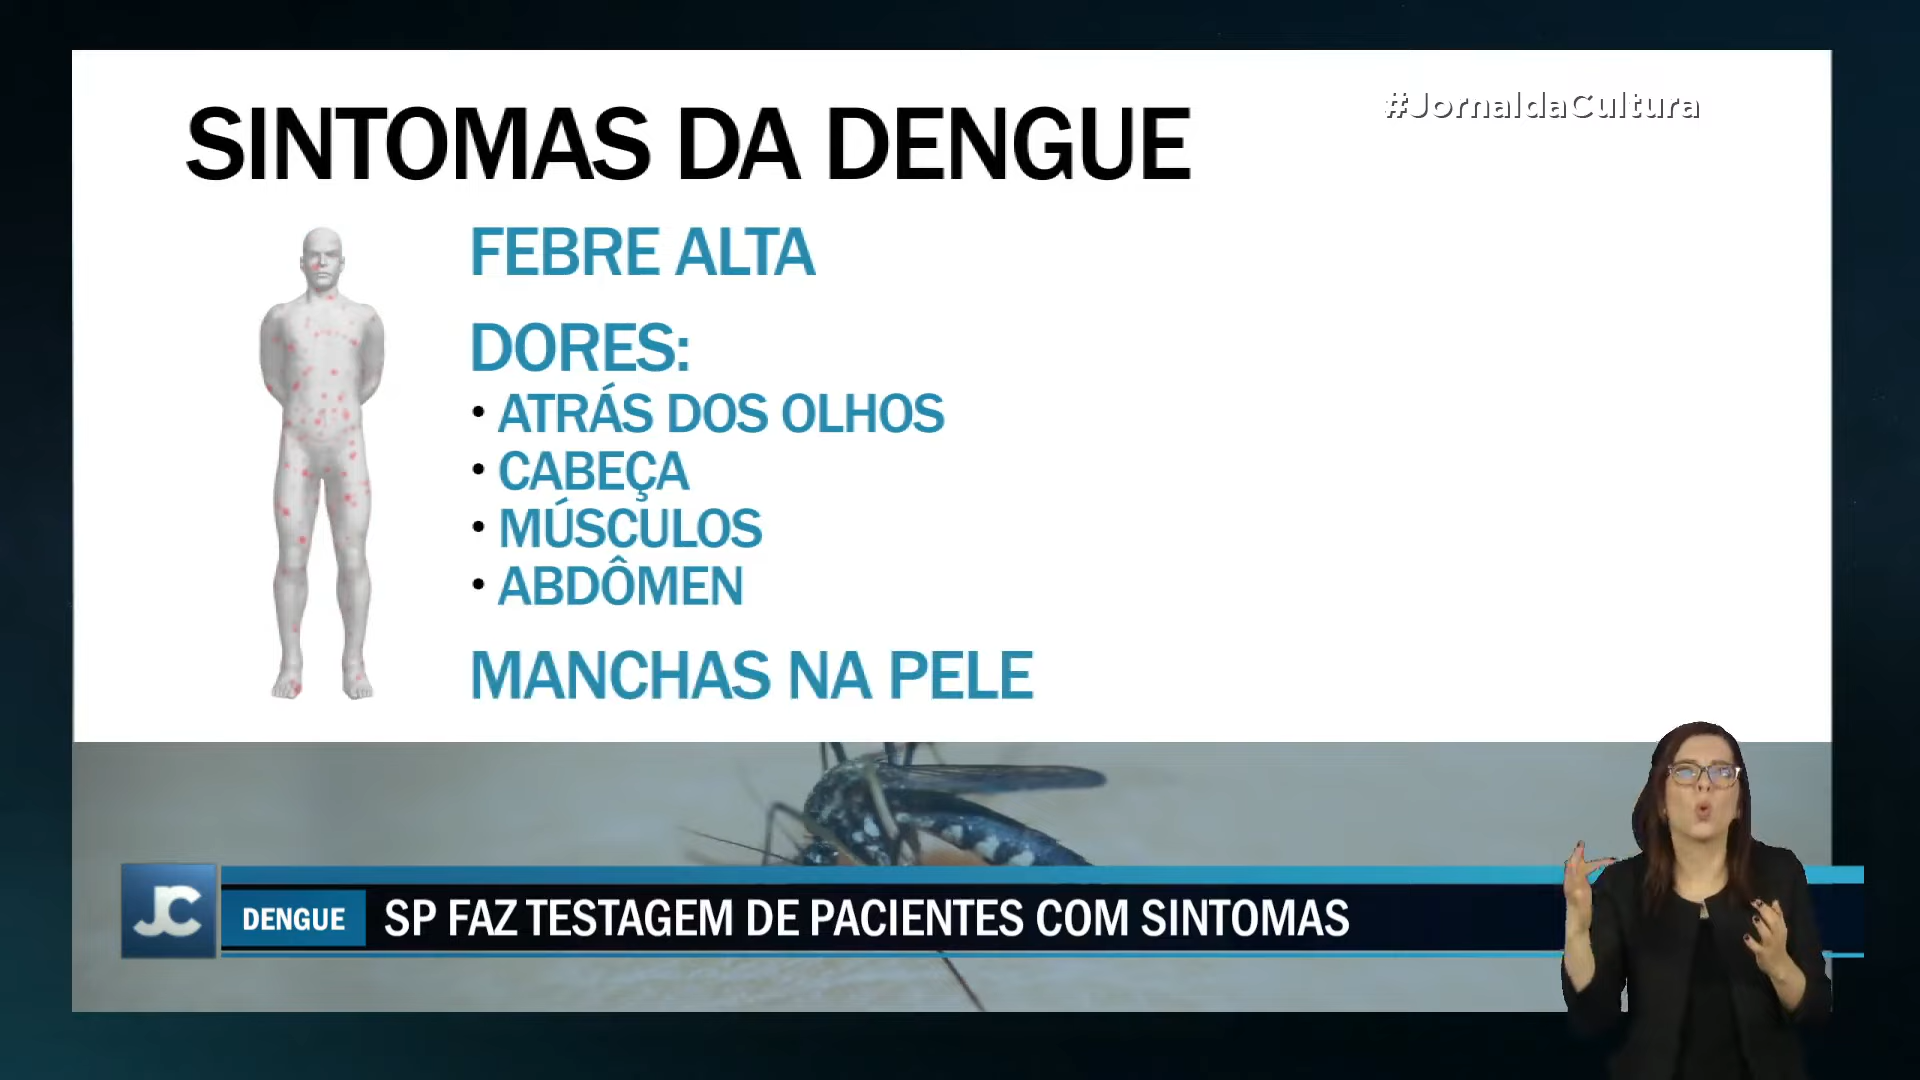 #JornaldaCultura
SINTOMAS DA DENGUE
FEBRE ALTA
DORES:
• ATRÁS DOS OLHOS
• CABEÇA
• MÚSCULOS
• ABDÔMEN
MANCHAS NA PELE
JC
DENGUE
SP FAZ TESTAGEM DE PACIENTES COM SINTOMAS